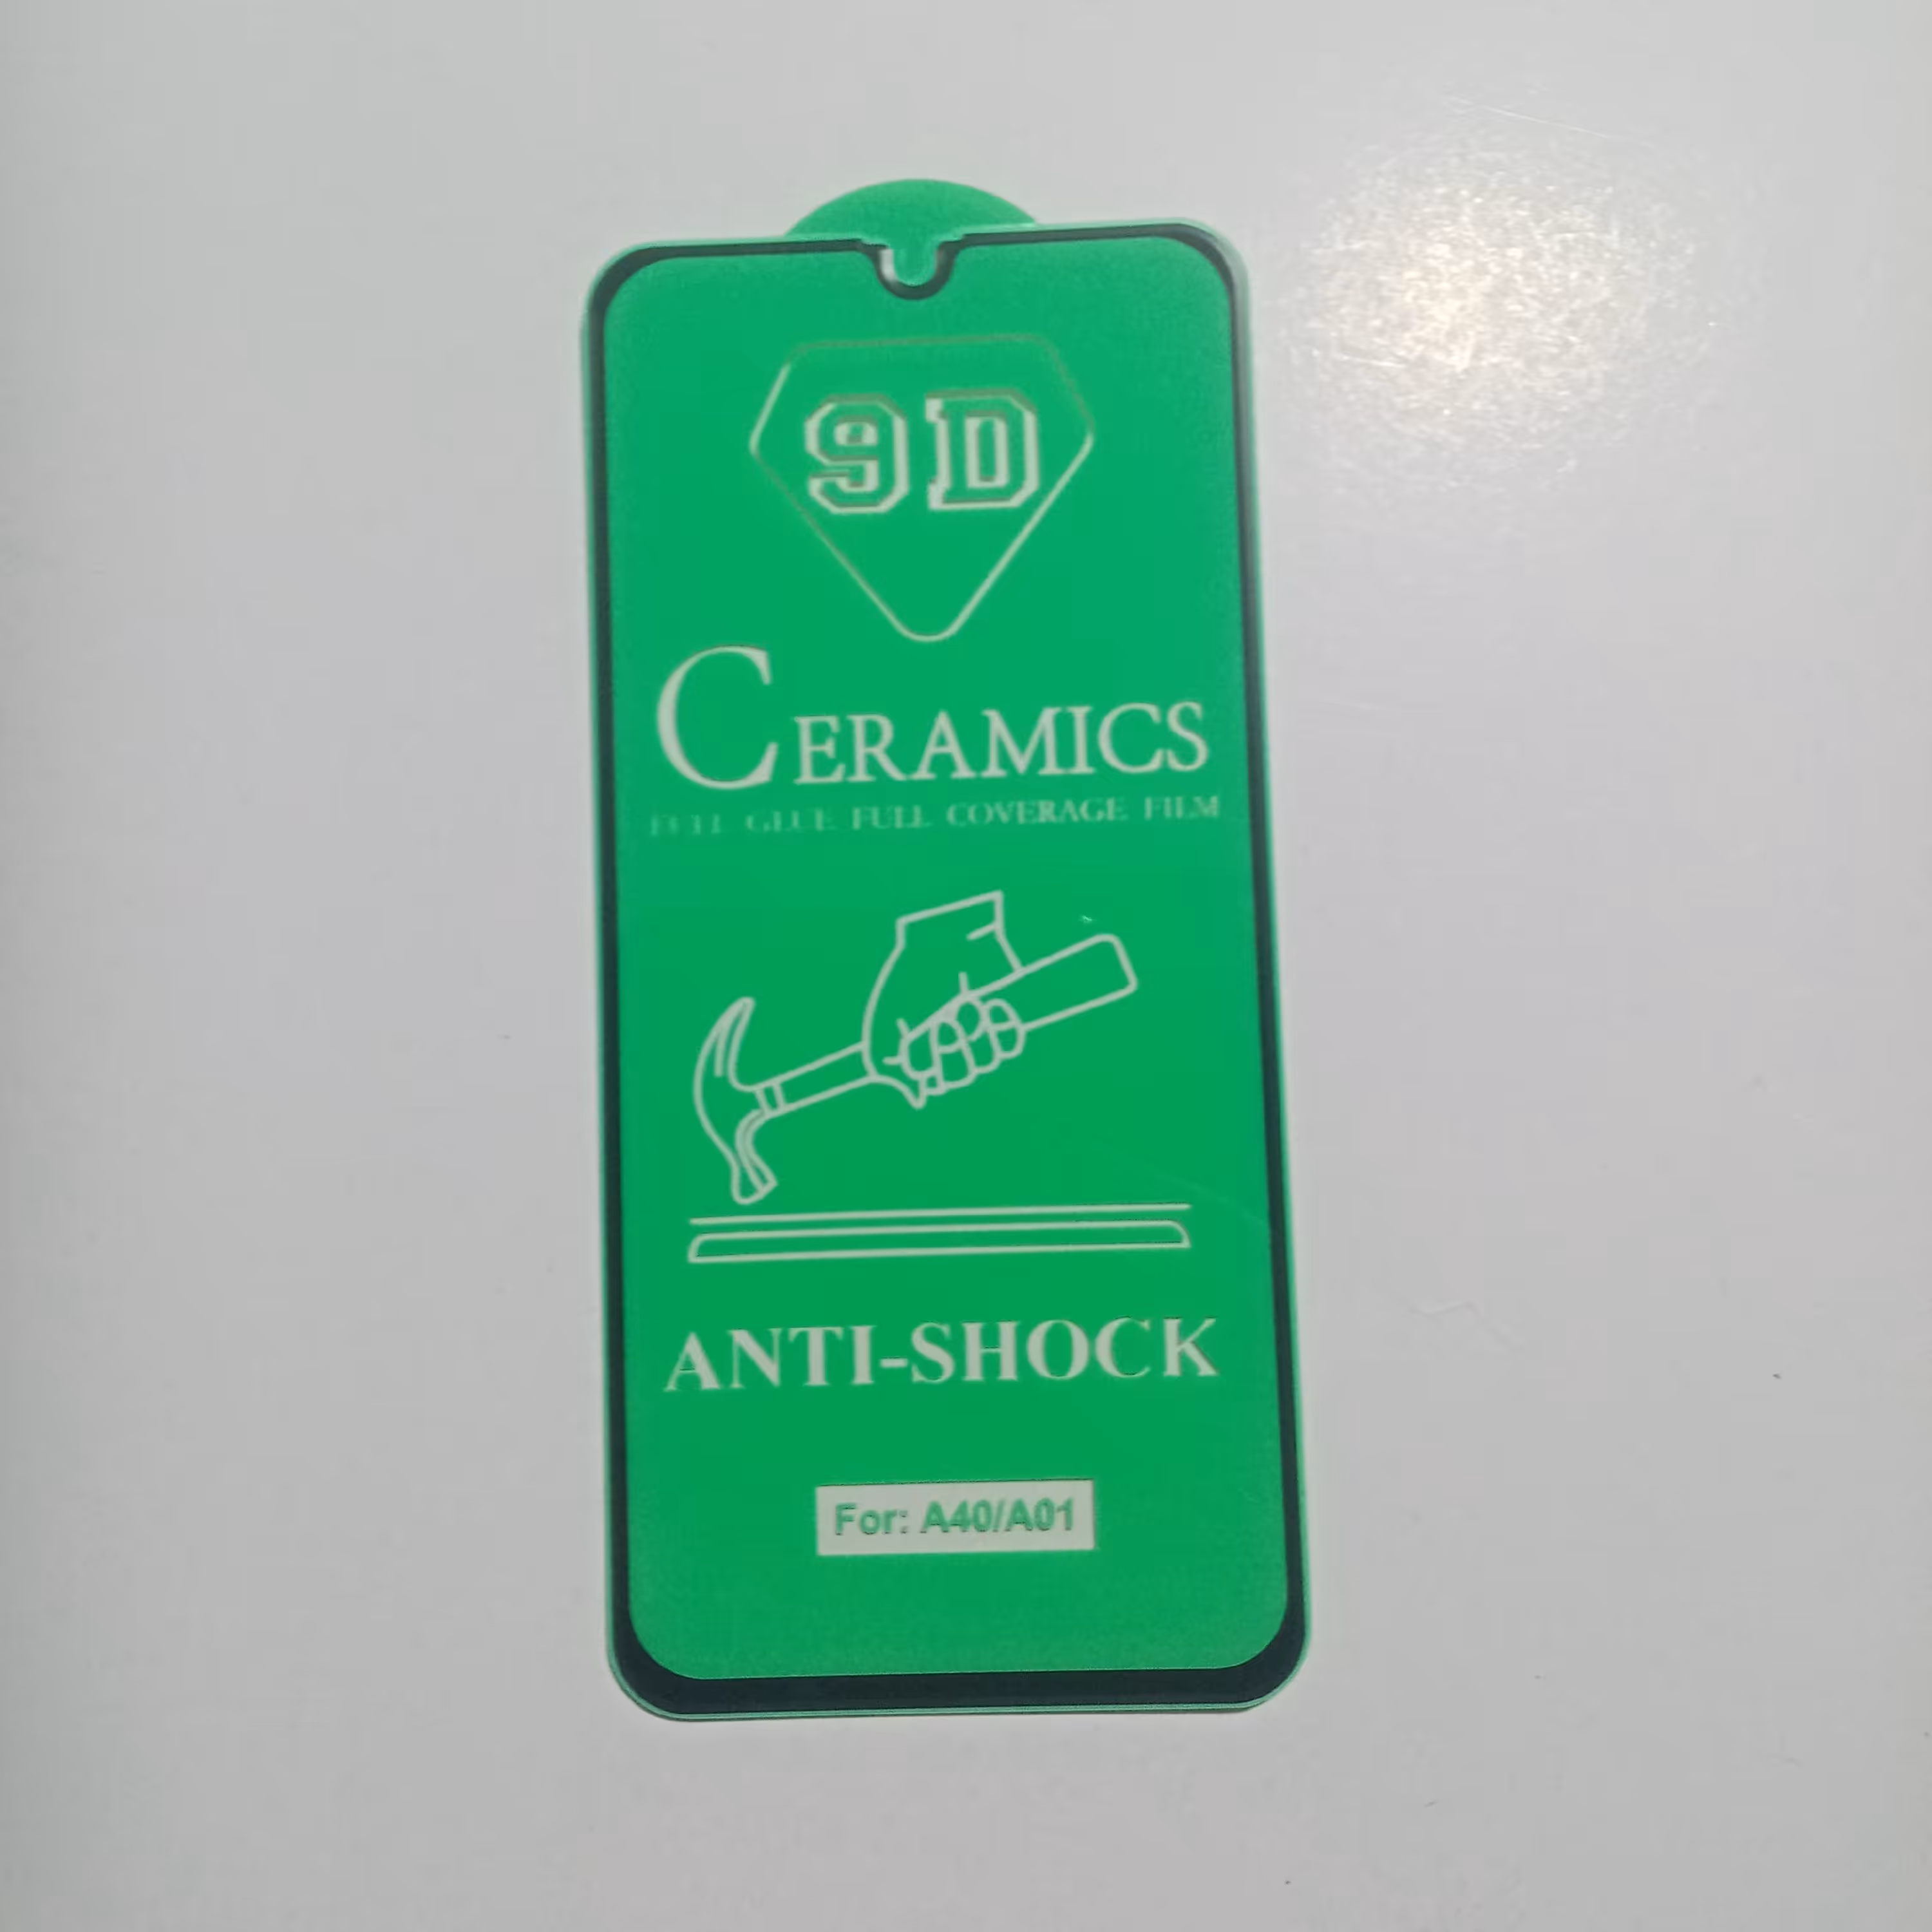 9D
CERAMICS
FULL GLUE FULL COVERAGE FILM
ANTI-SHOCK
For: A40/A01